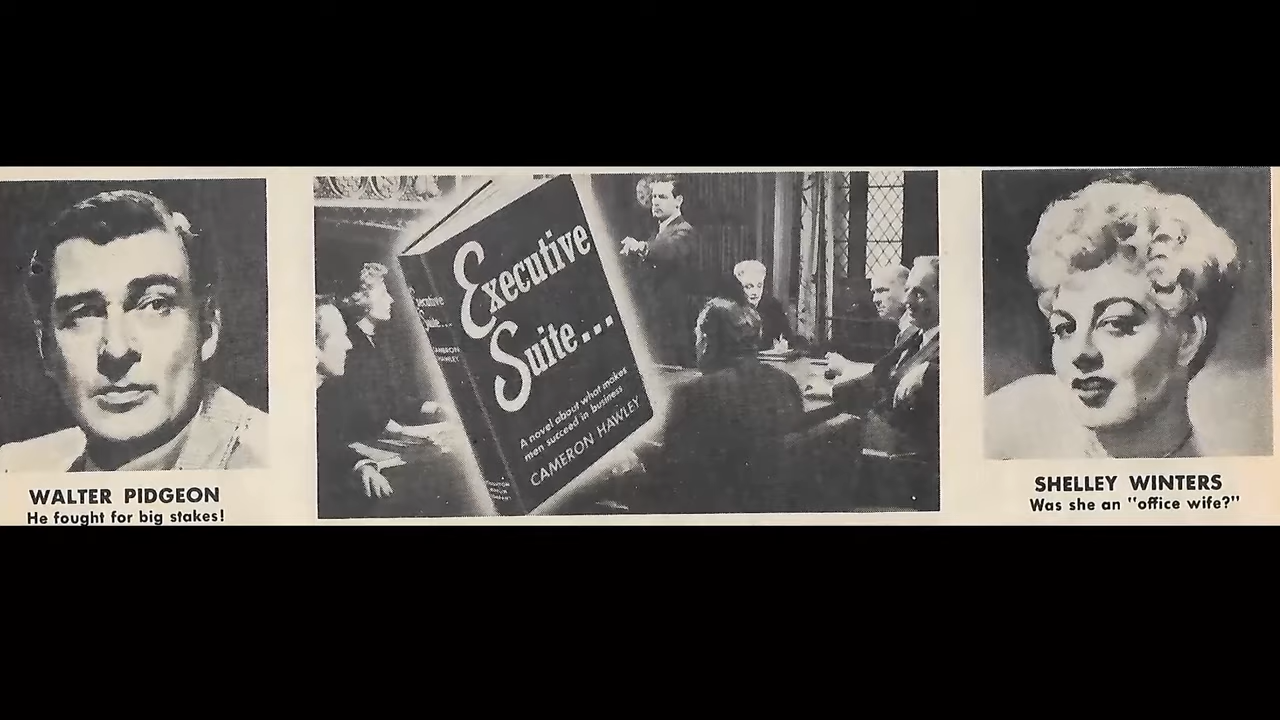 Executive
Suite...
A novel about what makes
men succeed in business
CAMERON HAWLEY
Executive
Suite...
CAMERON
HAWLEY
WALTER PIDGEON
He fought for big stakes!
SHELLEY WINTERS
Was she an "office wife?"